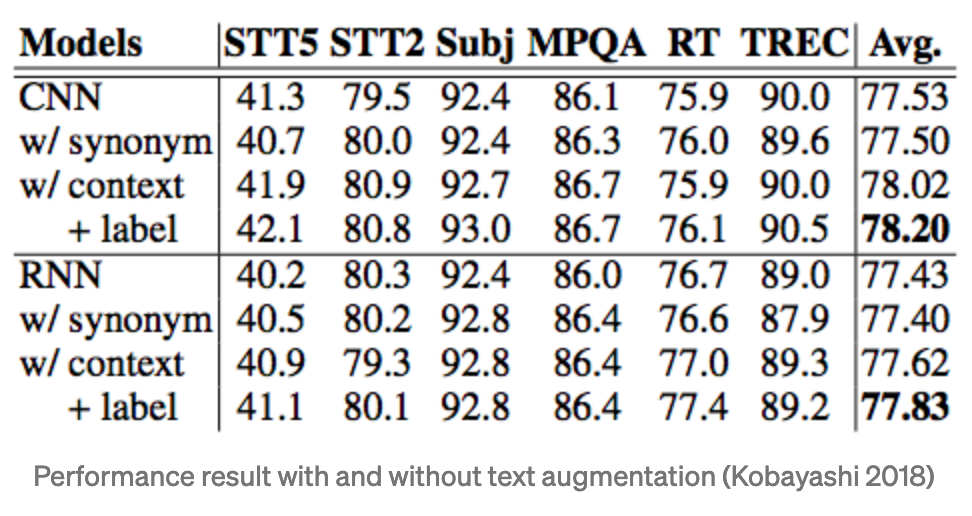 Models STT5 STT2 Subj MPQA RT TREC Avg.
CNN 41.3 79.5 92.4 86.1 75.9 90.0 77.53
w/ synonym 40.7 80.0 92.4 86.3 76.0 89.6 77.50
w/ context 41.9 80.9 92.7 86.7 75.9 90.0 78.02
+ label 42.1 80.8 93.0 86.7 76.1 90.5 78.20
RNN 40.2 80.3 92.4 86.0 76.7 89.0 77.43
w/ synonym 40.5 80.2 92.8 86.4 76.6 87.9 77.40
w/ context 40.9 79.3 92.8 86.4 77.0 89.3 77.62
+ label 41.1 80.1 92.8 86.4 77.4 89.2 77.83
Performance result with and without text augmentation (Kobayashi 2018)